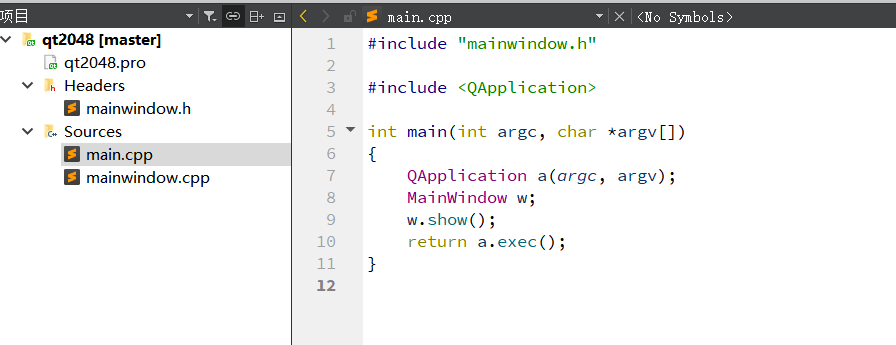 项目
main.cpp
<No Symbols>
qt2048 [master]
qt2048.pro
Headers
mainwindow.h
Sources
main.cpp
mainwindow.cpp
1 #include "mainwindow.h"
2
3 #include <QApplication>
4
5 int main(int argc, char *argv[])
6 {
7 QApplication a(argc, argv);
8 MainWindow w;
9 w.show();
10 return a.exec();
11 }
12